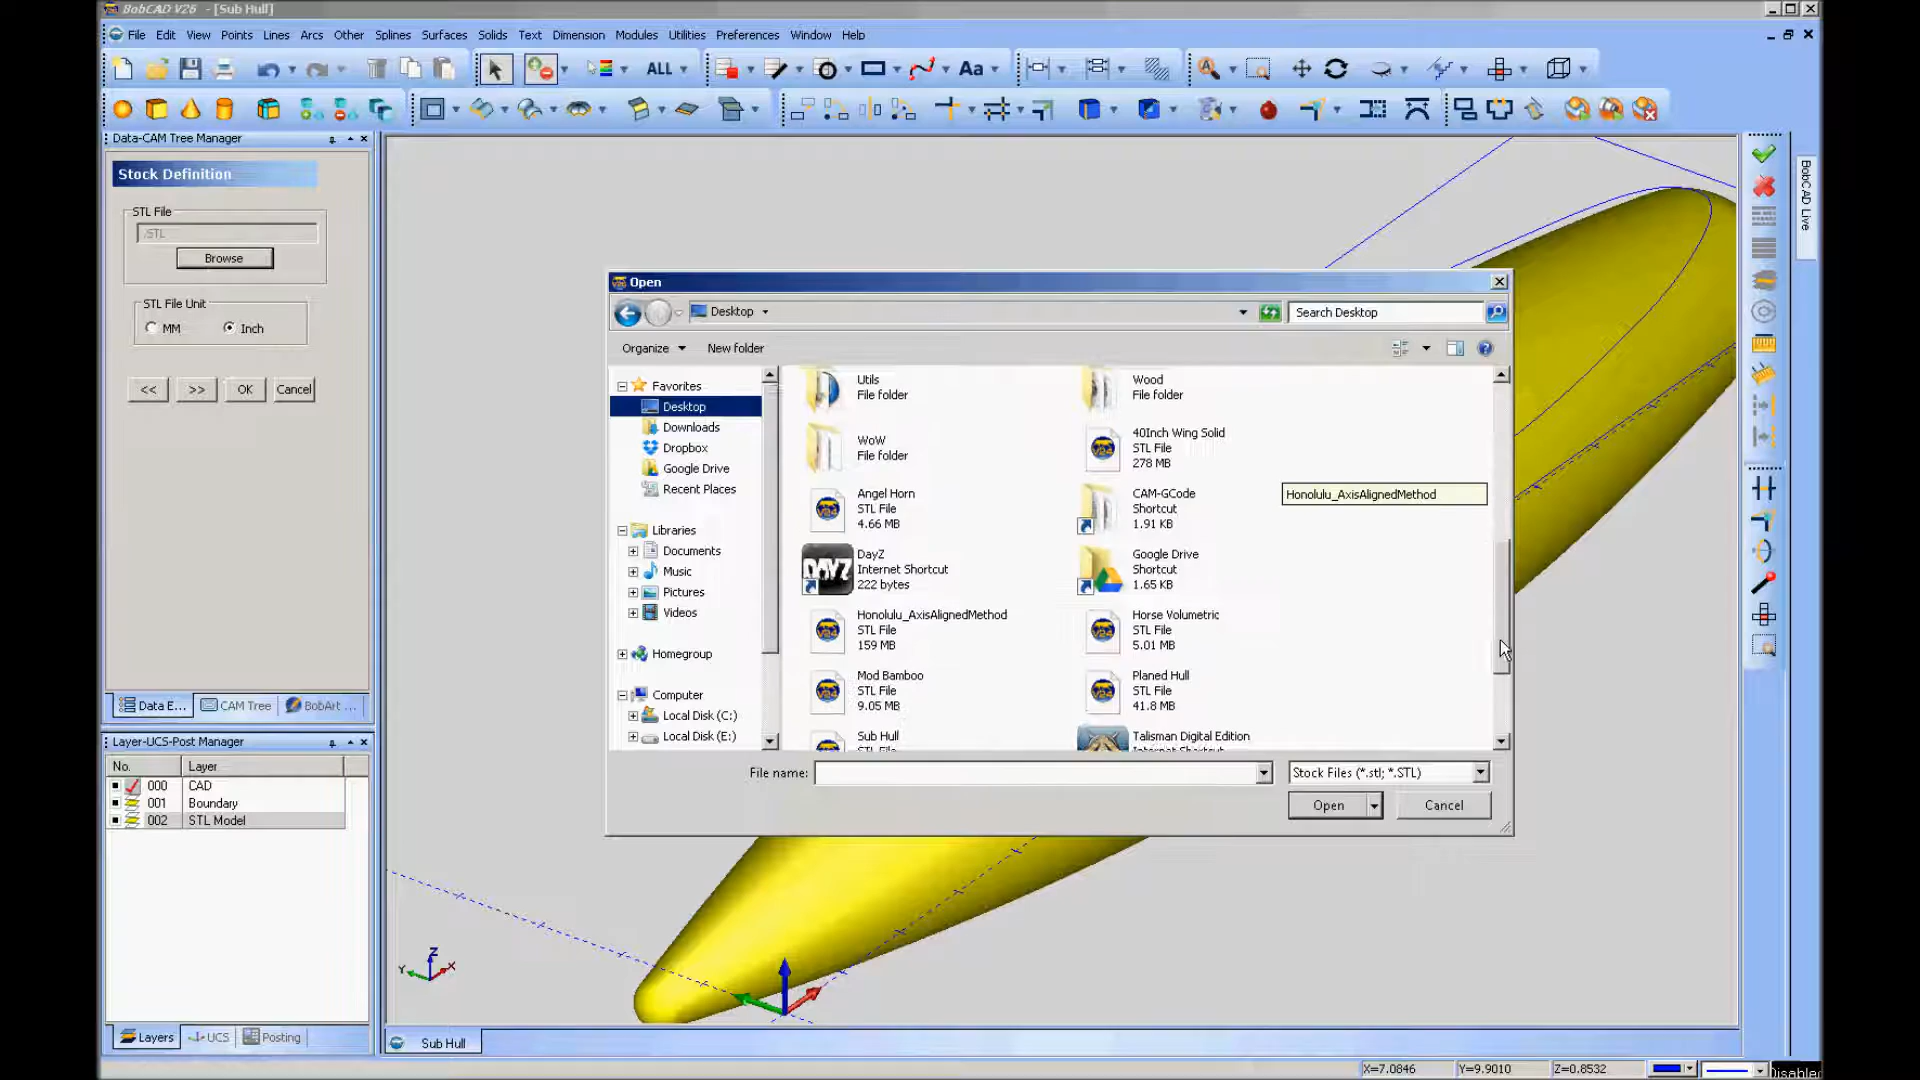 BobCAD V26 - [Sub Hull]
File Edit View Points Lines Arcs Other Splines Surfaces Solids Text Dimension Modules Utilities Preferences Window Help
ALL Aa
Data-CAM Tree Manager
Stock Definition
STL File
.STL
Browse
STL File Unit
MM Inch
<< >> OK Cancel
Data E... CAM Tree BobArt ...
Layer-UCS-Post Manager
No. Layer
000 CAD
001 Boundary
002 STL Model
Layers UCS Posting
Open
Desktop
Search Desktop
Organize New folder
Favorites
Desktop
Downloads
Dropbox
Google Drive
Recent Places
Libraries
Documents
Music
Pictures
Videos
Homegroup
Computer
Local Disk (C:)
Local Disk (E:)
Utils
File folder
Wood
File folder
WoW
File folder
40Inch Wing Solid
STL File
278 MB
Angel Horn
STL File
4.66 MB
CAM-GCode
Shortcut
1.91 KB
Honolulu_AxisAlignedMethod
DAYZ
DayZ
Internet Shortcut
222 bytes
Google Drive
Shortcut
1.65 KB
Honolulu_AxisAlignedMethod
STL File
159 MB
Horse Volumetric
STL File
5.01 MB
Mod Bamboo
STL File
9.05 MB
Planed Hull
STL File
41.8 MB
Sub Hull
STL File
Talisman Digital Edition
Internet Shortcut
File name:
Stock Files (*.stl; *.STL)
Open Cancel
BobCAD Live
Z
Y X
Sub Hull
X=7.0846 Y=9.9010 Z=0.8532 Disabled